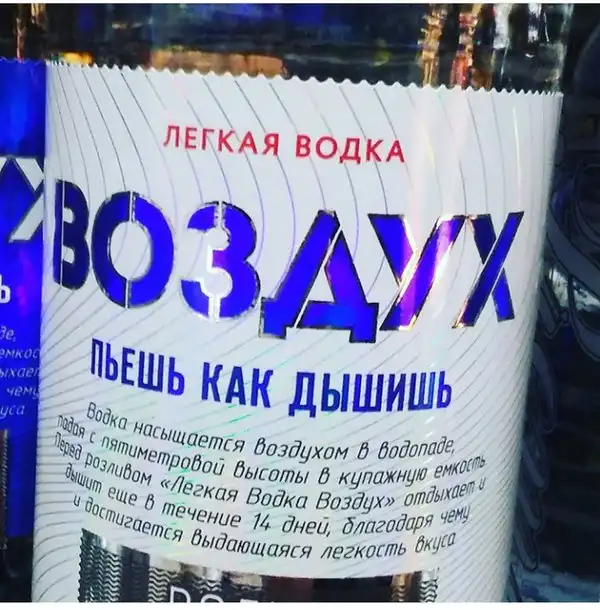 ЛЕГКАЯ ВОДКА
ВОЗДУХ
ПЬЕШЬ КАК ДЫШИШЬ
Водка насыщается воздухом в водопаде,
падая с пятиметровой высоты в купажную емкость
Перед розливом «Легкая Водка Воздух» отдыхает и
дышит еще в течение 14 дней, благодаря чему
и достигается выдающаяся легкость вкуса